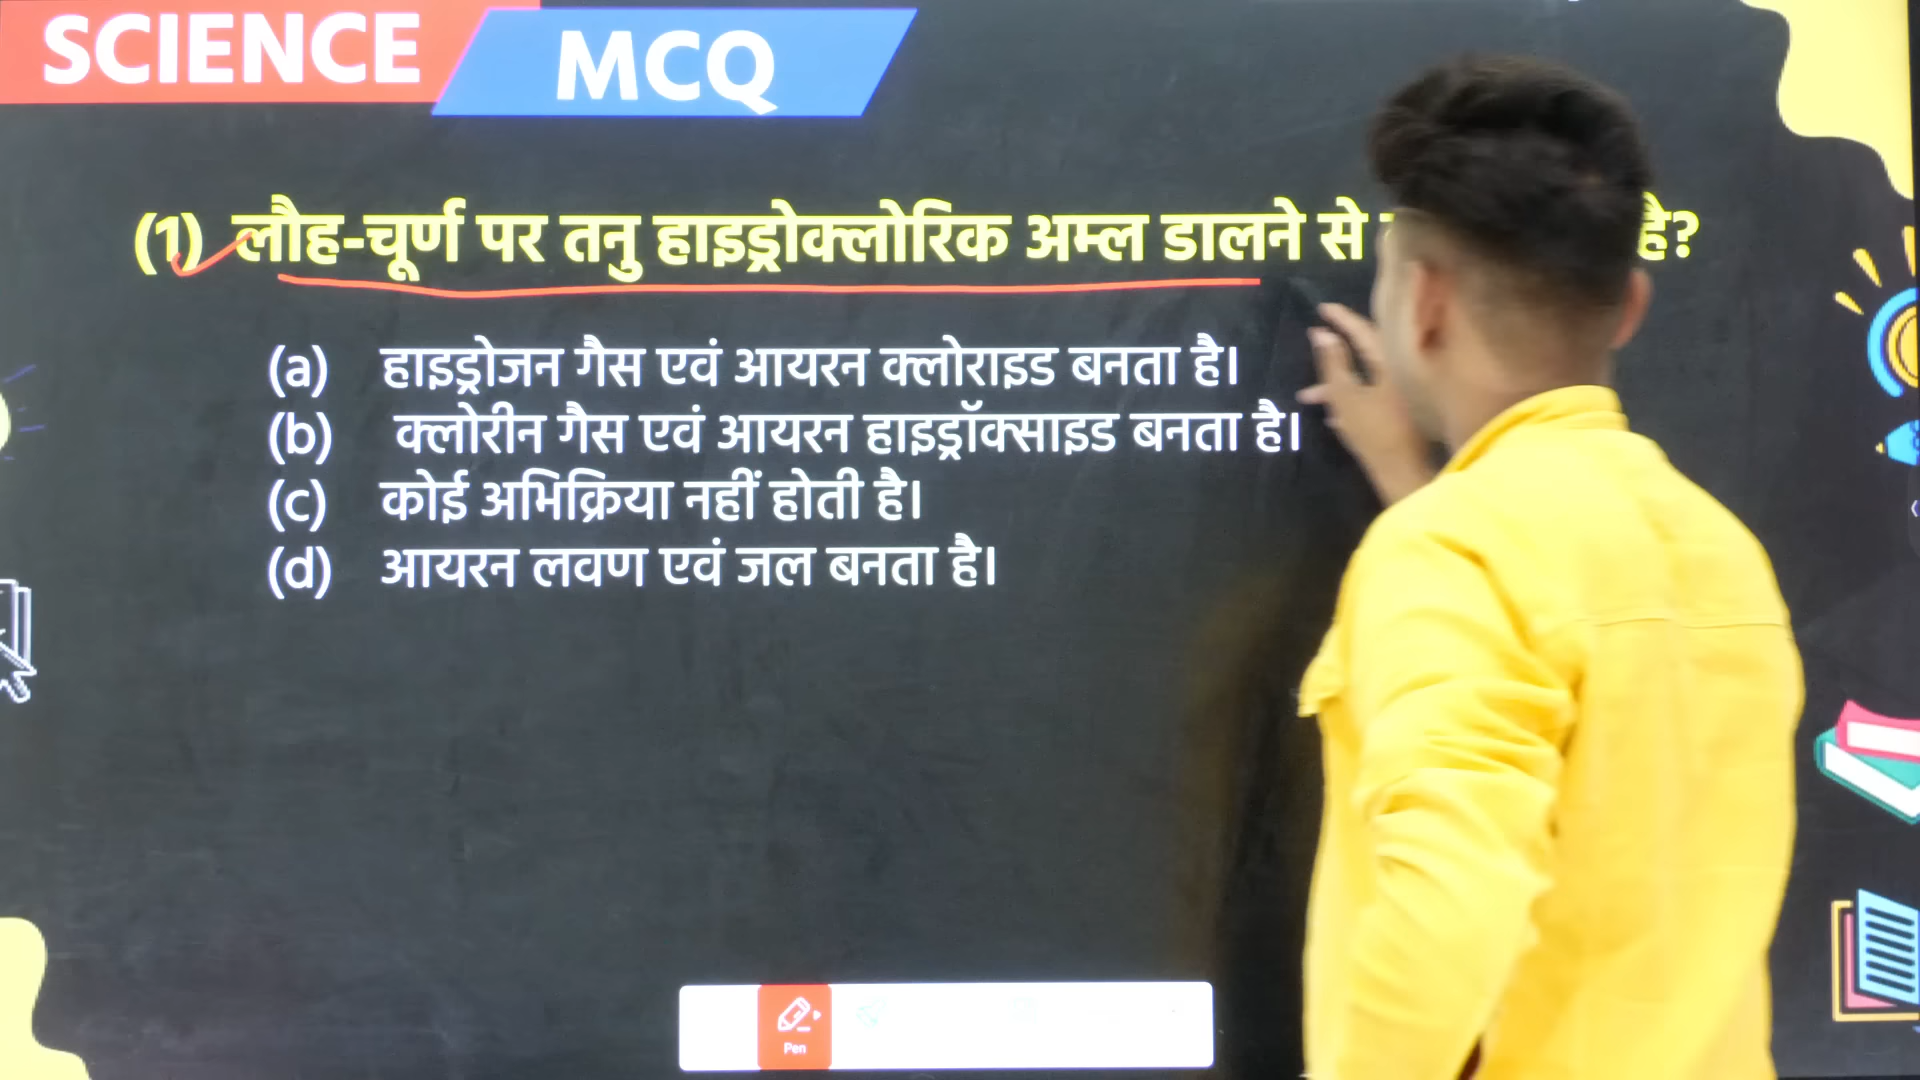 SCIENCE
MCQ
(1) लौह-चूर्ण पर तनु हाइड्रोक्लोरिक अम्ल डालने से है?
(a) हाइड्रोजन गैस एवं आयरन क्लोराइड बनता है।
(b) क्लोरीन गैस एवं आयरन हाइड्रॉक्साइड बनता है।
(c) कोई अभिक्रिया नहीं होती है।
(d) आयरन लवण एवं जल बनता है।
Pen